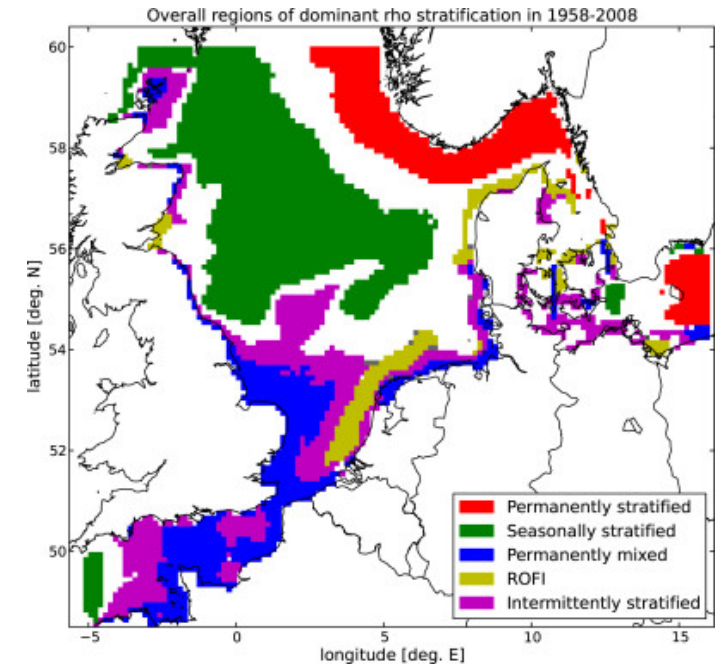 Overall regions of dominant rho stratification in 1958-2008
60
58
56
54
52
50
latitude [deg. N]
−5
0
5
10
15
longitude [deg. E]
Permanently stratified
Seasonally stratified
Permanently mixed
ROFI
Intermittently stratified